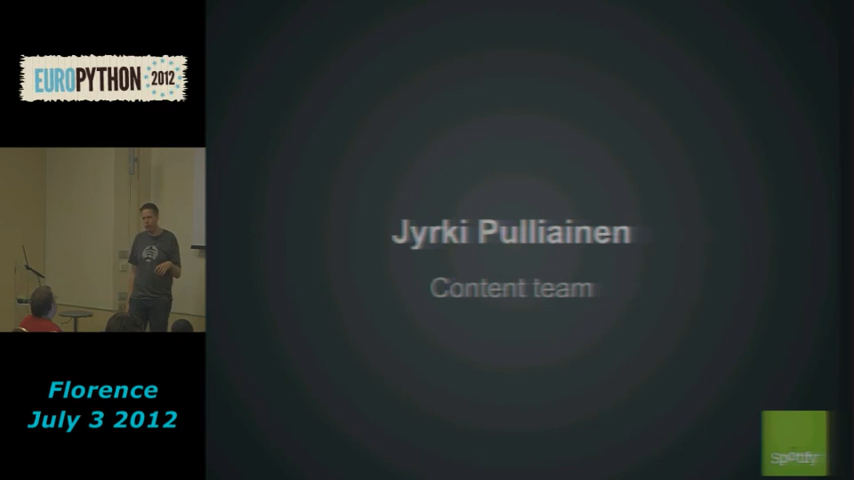 EUROPYTHON 2012
Jyrki Pulliainen
Content team
Florence
July 3 2012
Spotify